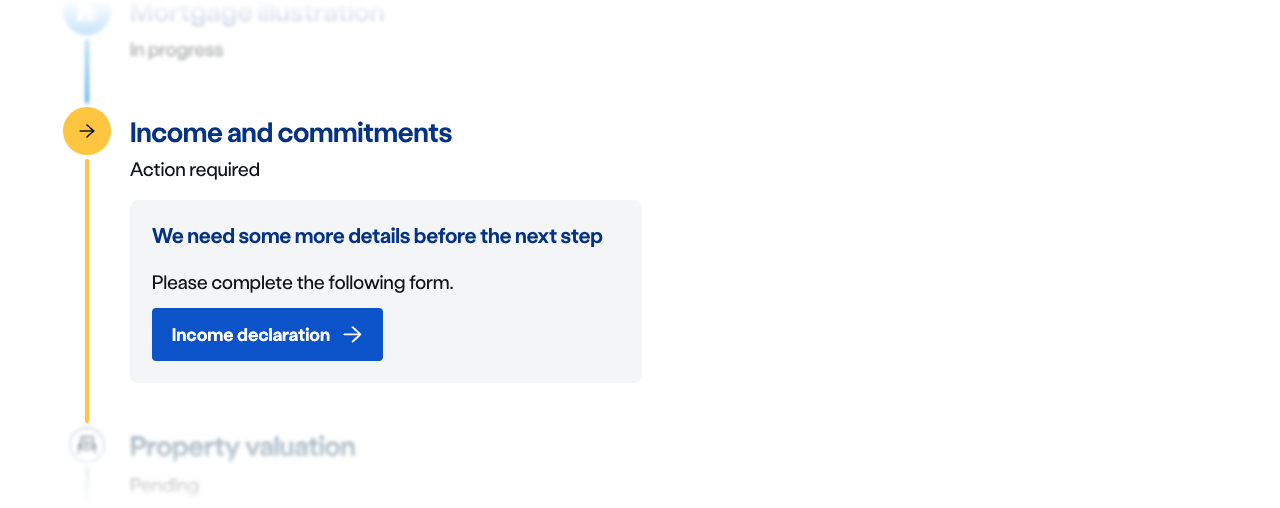 Mortgage illustration
In progress
Income and commitments
Action required
We need some more details before the next step
Please complete the following form.
Income declaration
Property valuation
Pending